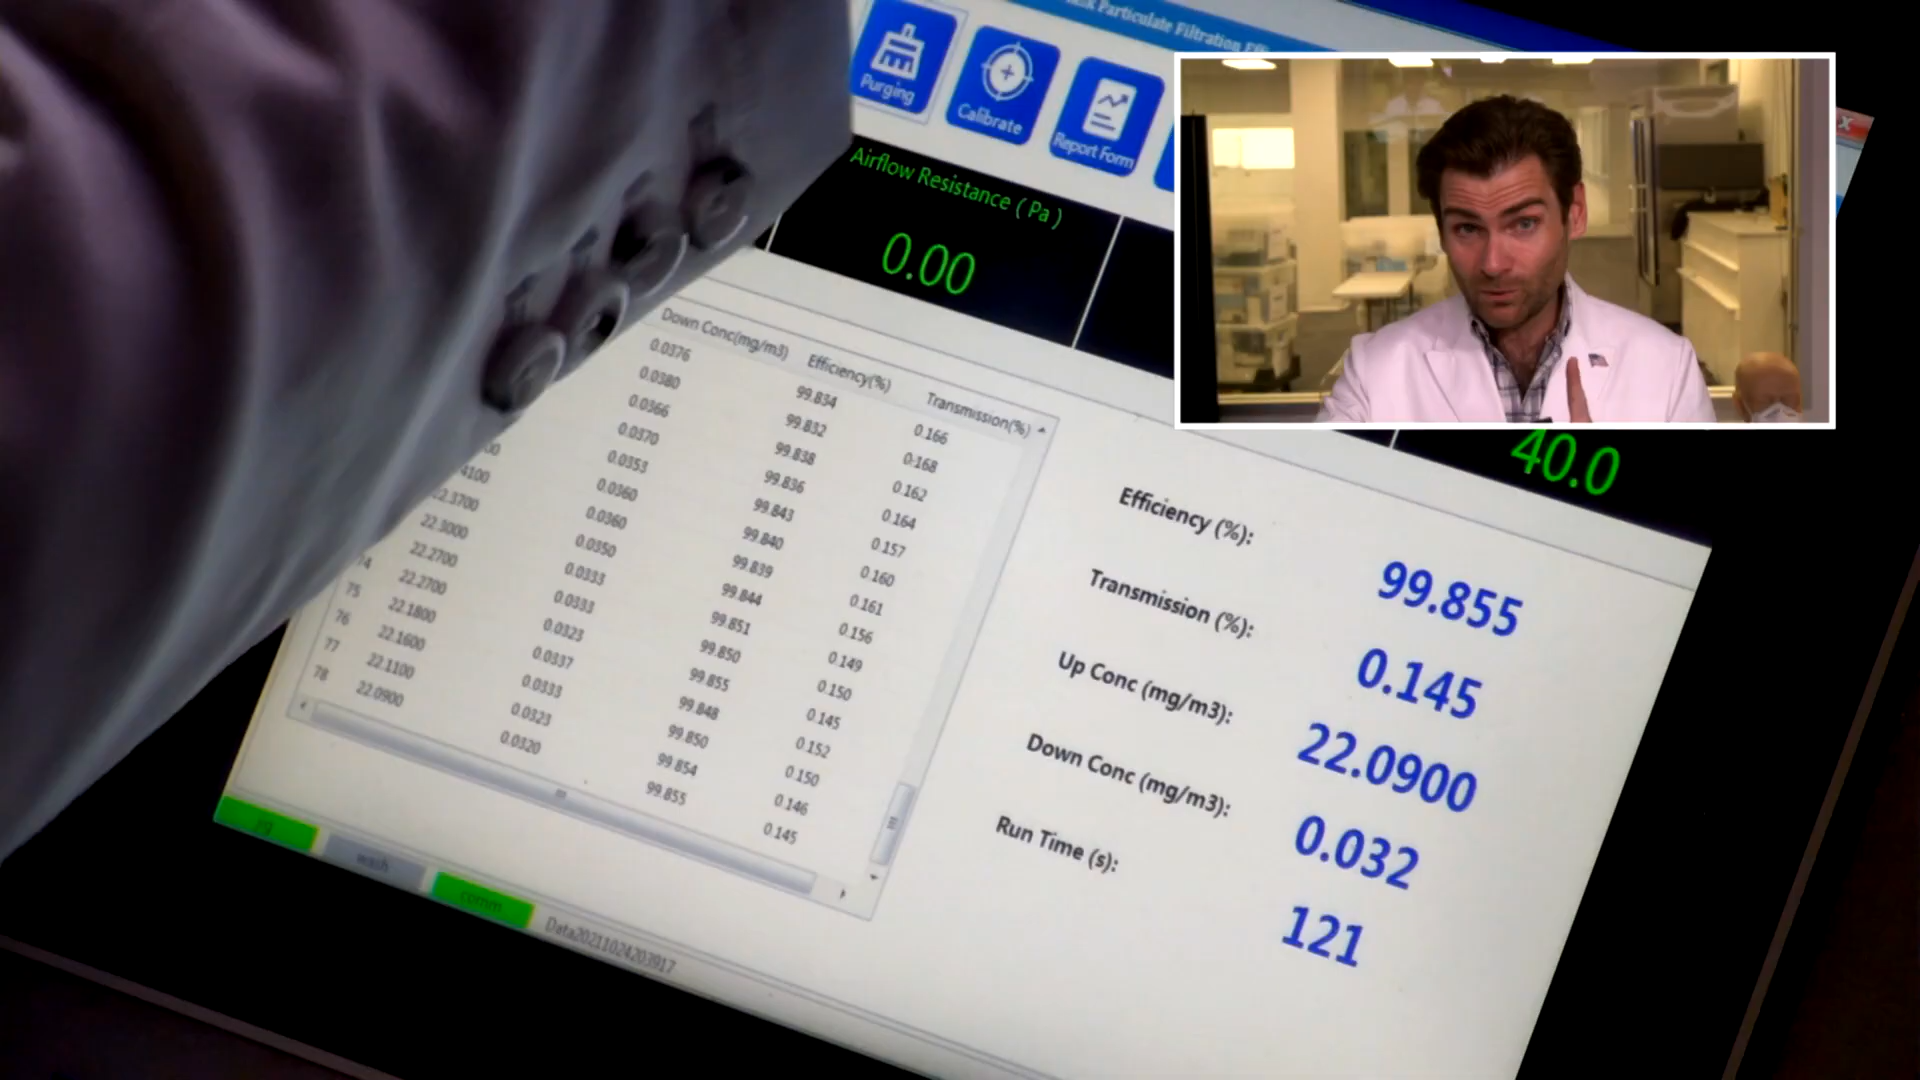 Particulate Filtration
Purging
Calibrate
Report Form
Airflow Resistance ( Pa )
0.00
40.0
Down Conc(mg/m3) Efficiency(%) Transmission(%)
0.0376 99.834 0.166
0.0380 99.832 0.168
0.0366 99.838 0.162
0.0370 99.836 0.164
0.0353 99.843 0.157
0.0360 99.840 0.160
0.0360 99.839 0.161
0.0350 99.844 0.156
22.3000 0.0333 99.851 0.149
22.2700 0.0333 99.850 0.150
22.2700 0.0323 99.855 0.145
75 22.1800 0.0337 99.848 0.152
76 22.1600 0.0333 99.850 0.150
77 22.1100 0.0323 99.854 0.146
78 22.0900 0.0320 99.855 0.145
Efficiency (%): 99.855
Transmission (%): 0.145
Up Conc (mg/m3): 22.0900
Down Conc (mg/m3): 0.032
Run Time (s): 121
wash
comm
Data20211024203917